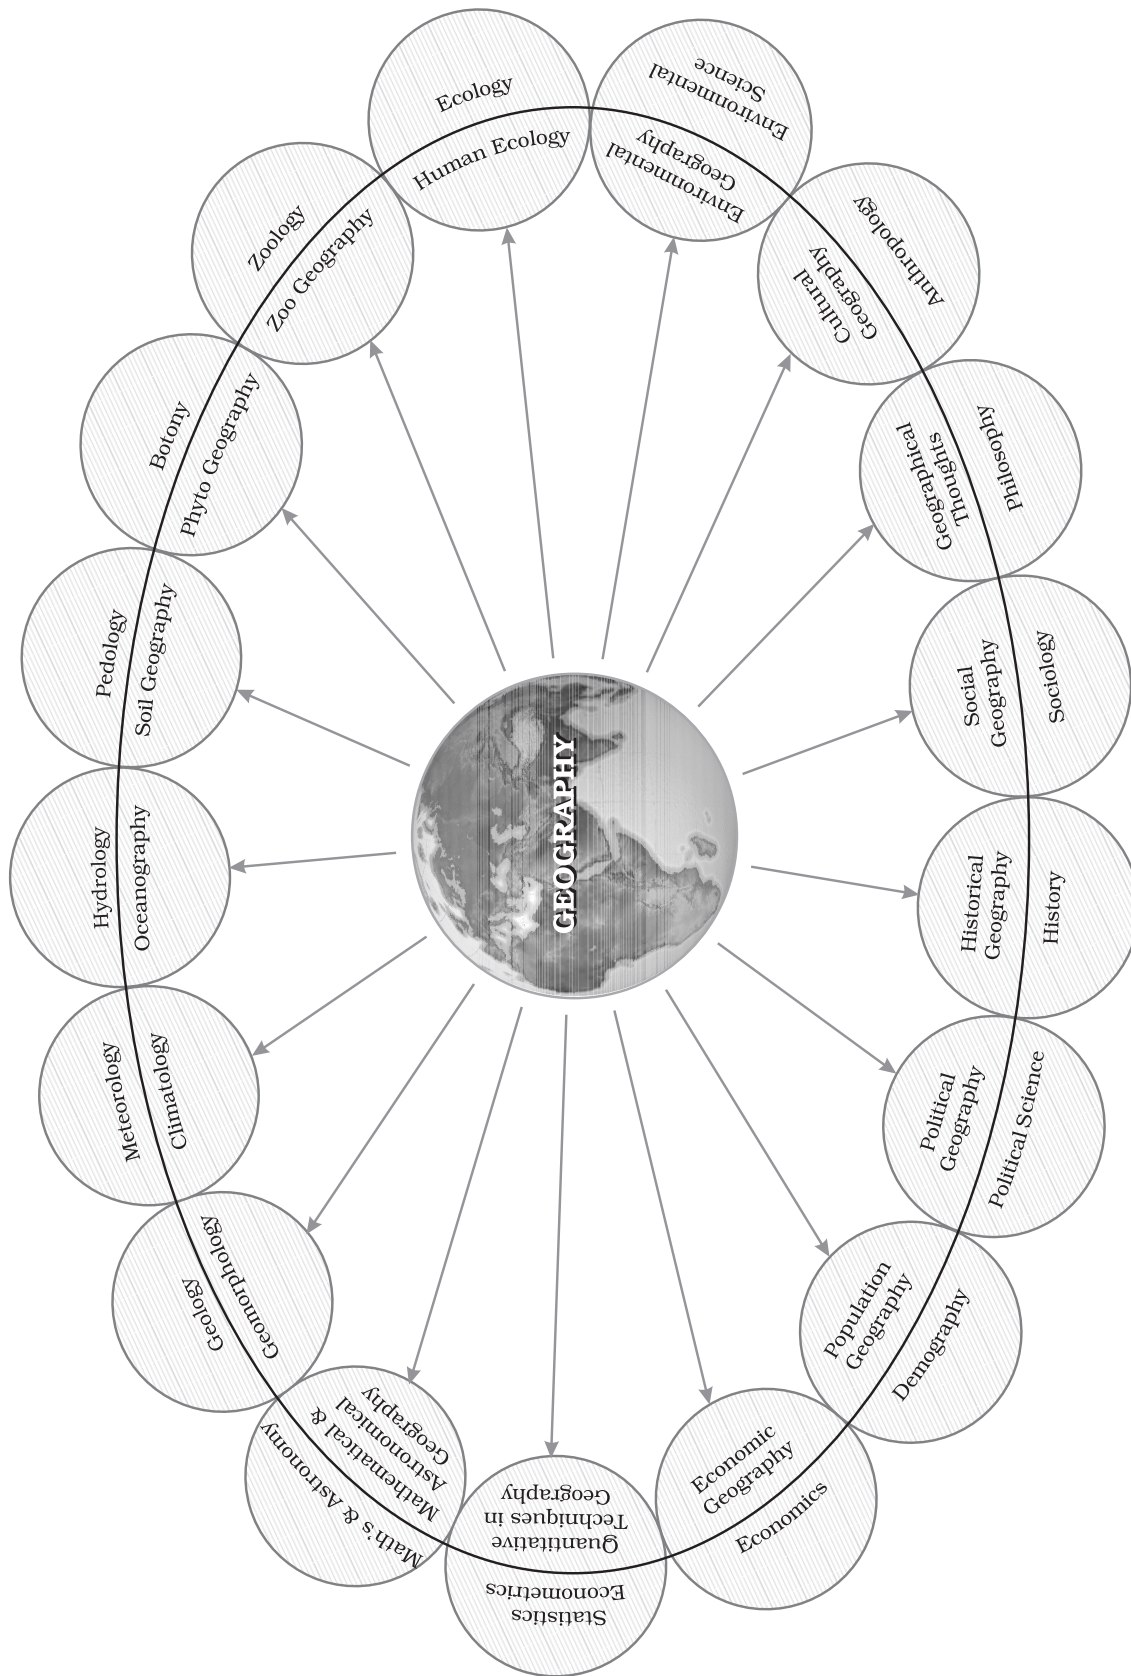 GEOGRAPHY
Ecology
Human Ecology
Environmental
Science
Environmental
Geography
Anthropology
Cultural
Geography
Philosophy
Geographical
Thoughts
Sociology
Social
Geography
History
Historical
Geography
Political Science
Political
Geography
Demography
Population
Geography
Economics
Economic
Geography
Statistics
Econometrics
Quantitative
Techniques in
Geography
Math's & Astronomy
Mathematical &
Astronomical
Geography
Geology
Geomorphology
Meteorology
Climatology
Hydrology
Oceanography
Pedology
Soil Geography
Botony
Phyto Geography
Zoology
Zoo Geography